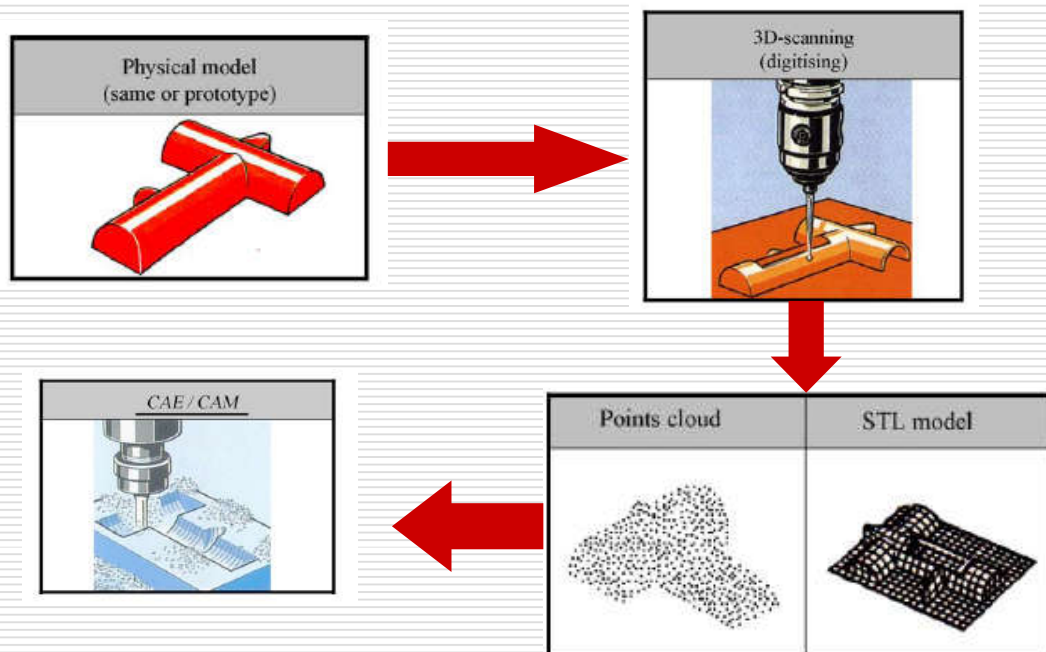 Physical model
(same or prototype)
3D-scanning
(digitising)
Points cloud
STL model
CAE / CAM